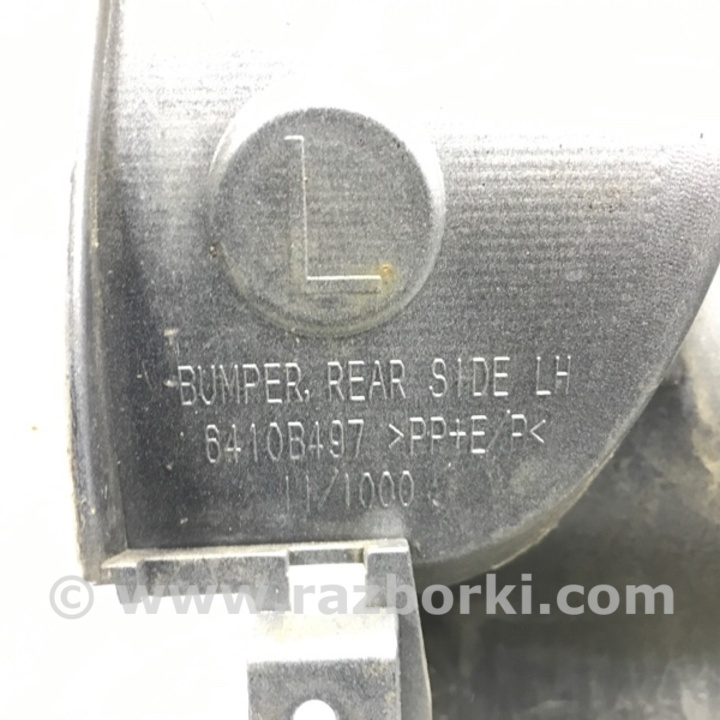 L
BUMPER, REAR SIDE LH
6410B497 >PP+E/P<
11/1000
© www.razborki.com